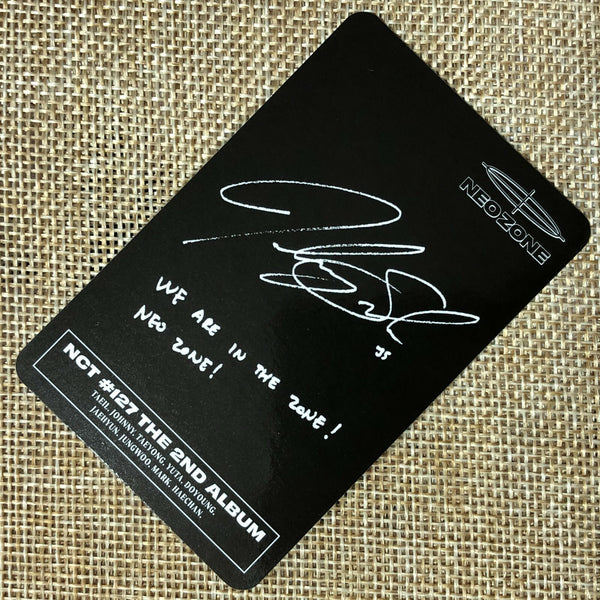 NEOZONE
WE ARE IN THE ZONE!
NEO ZONE!
JS
NCT #127 THE 2ND ALBUM
TAEIL, JOHNNY, TAEYONG, YUTA, DOYOUNG,
JAEHYUN, JUNGWOO, MARK, HAECHAN.